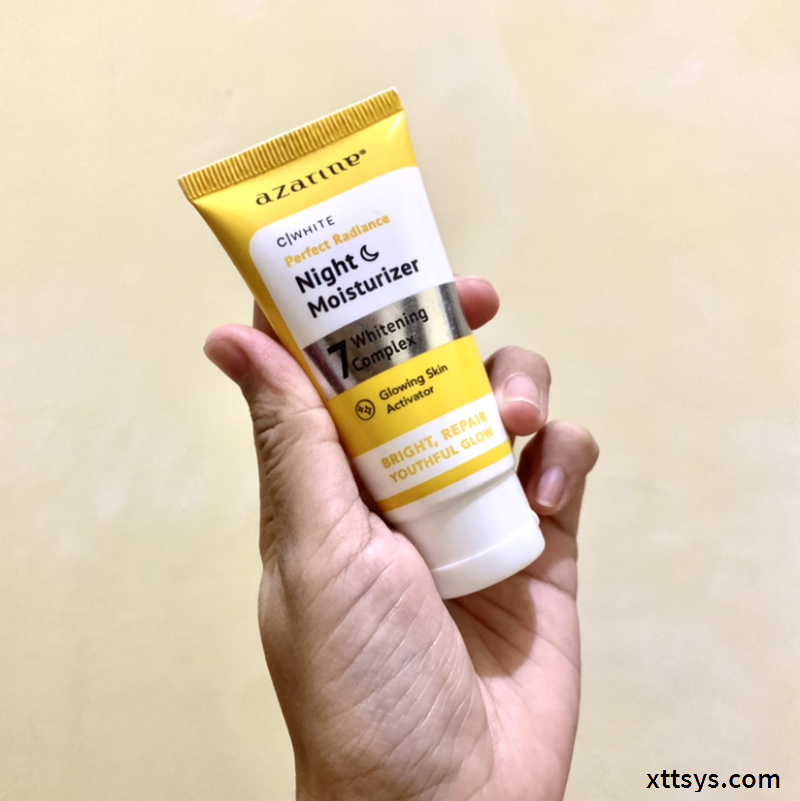 azarine®
C|WHITE
Perfect Radiance
Night
Moisturizer
7 Whitening
Complex
Glowing Skin
Activator
BRIGHT, REPAIR
YOUTHFUL GLOW
xttsys.com